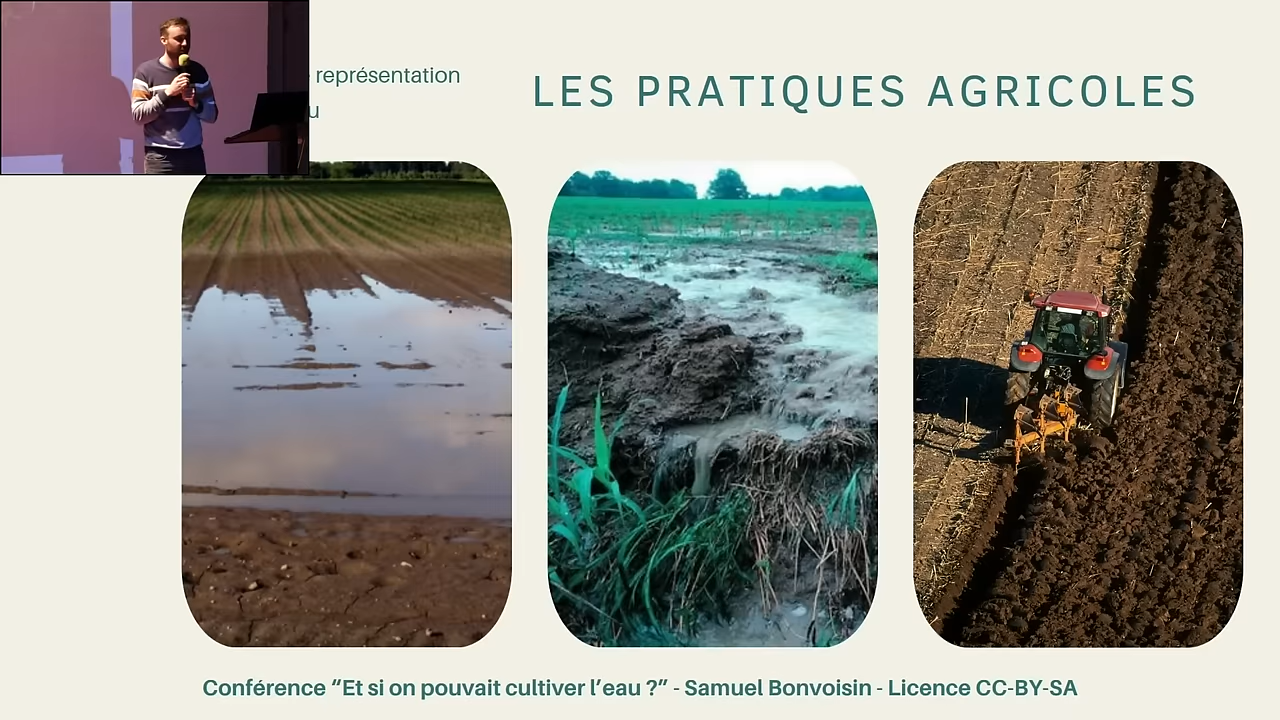 représentation
LES PRATIQUES AGRICOLES
Conférence “Et si on pouvait cultiver l’eau ?” - Samuel Bonvoisin - Licence CC-BY-SA